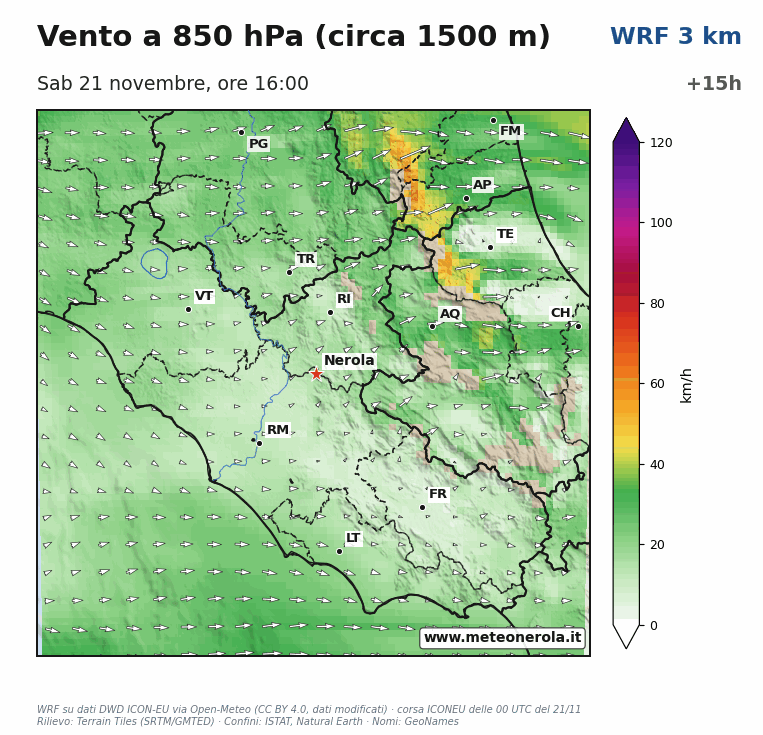 Vento a 850 hPa (circa 1500 m)
WRF 3 km
Sab 21 novembre, ore 16:00
+15h
FM
PG
AP
TE
TR
VT
RI
AQ
CH
Nerola
RM
FR
LT
www.meteonerola.it
120
100
80
60
40
20
0
km/h
WRF su dati DWD ICON-EU via Open-Meteo (CC BY 4.0, dati modificati) · corsa ICONEU delle 00 UTC del 21/11
Rilievo: Terrain Tiles (SRTM/GMTED) · Confini: ISTAT, Natural Earth · Nomi: GeoNames